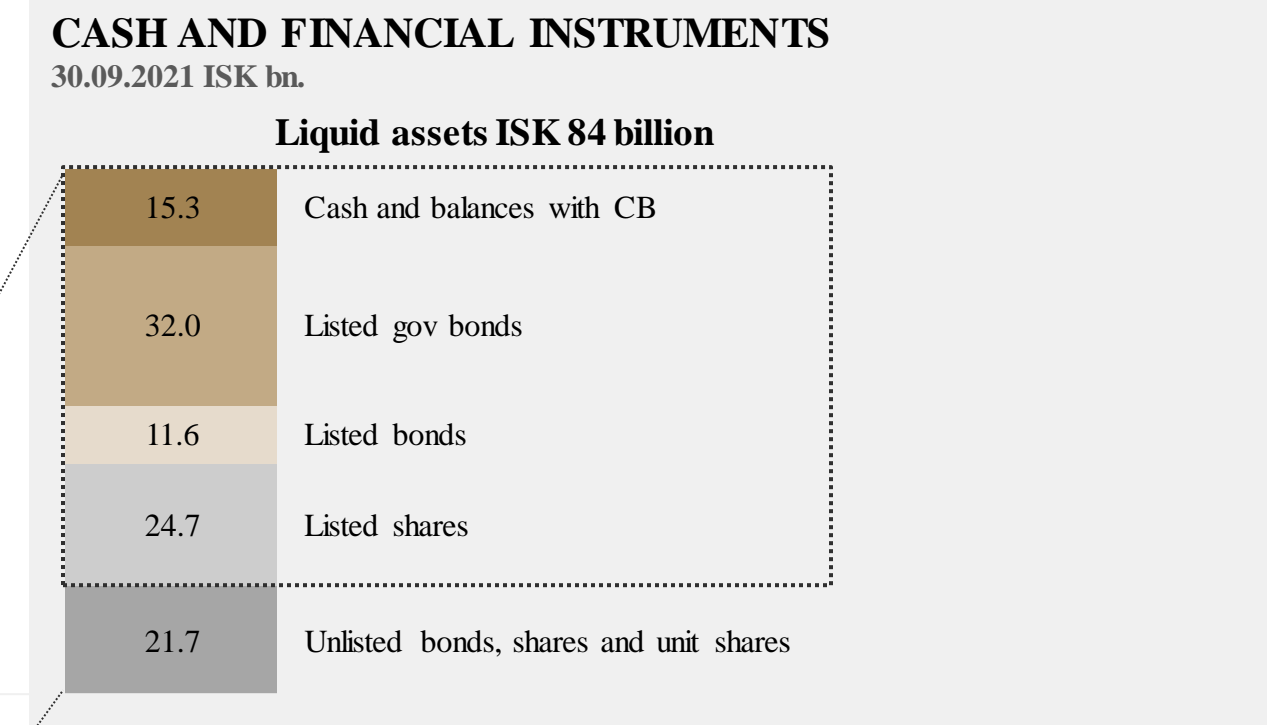 CASH AND FINANCIAL INSTRUMENTS
30.09.2021 ISK bn.
Liquid assets ISK 84 billion
15.3 Cash and balances with CB
32.0 Listed gov bonds
11.6 Listed bonds
24.7 Listed shares
21.7 Unlisted bonds, shares and unit shares